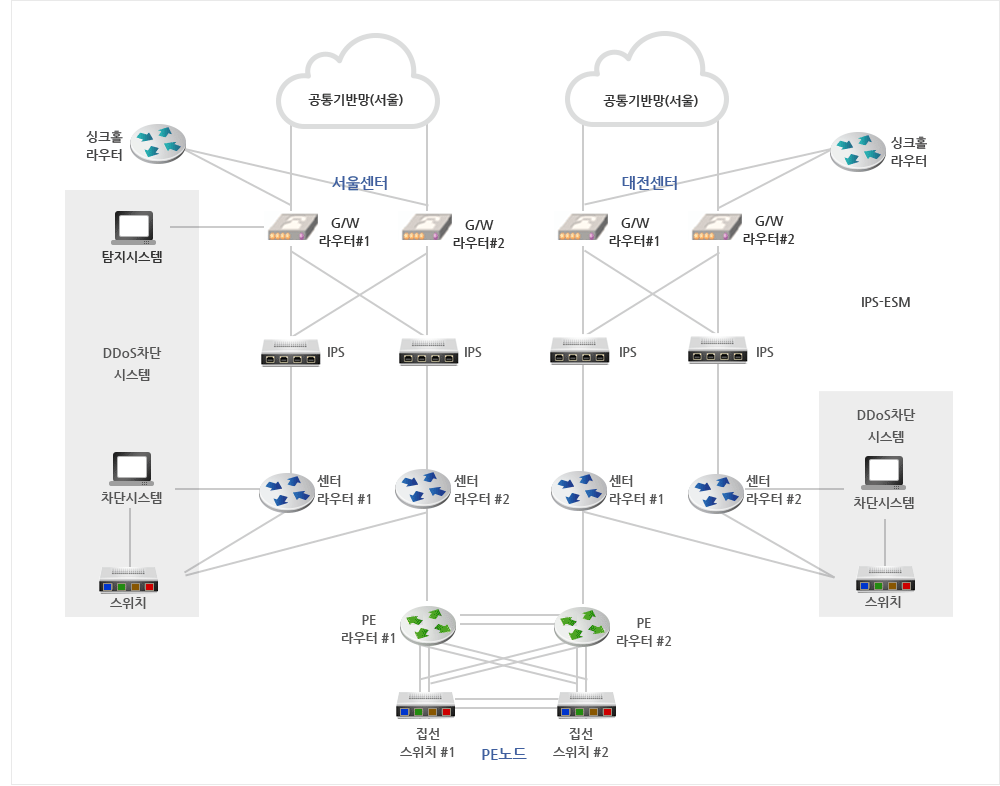 공통기반망(서울)
공통기반망(서울)
싱크홀
라우터
싱크홀
라우터
서울센터
대전센터
G/W
라우터#1
G/W
라우터#2
G/W
라우터#1
G/W
라우터#2
탐지시스템
IPS-ESM
DDoS차단
시스템
IPS
IPS
IPS
IPS
DDoS차단
시스템
차단시스템
센터
라우터 #1
센터
라우터 #2
센터
라우터 #1
센터
라우터 #2
차단시스템
스위치
스위치
PE
라우터 #1
PE
라우터 #2
집선
스위치 #1
집선
스위치 #2
PE노드